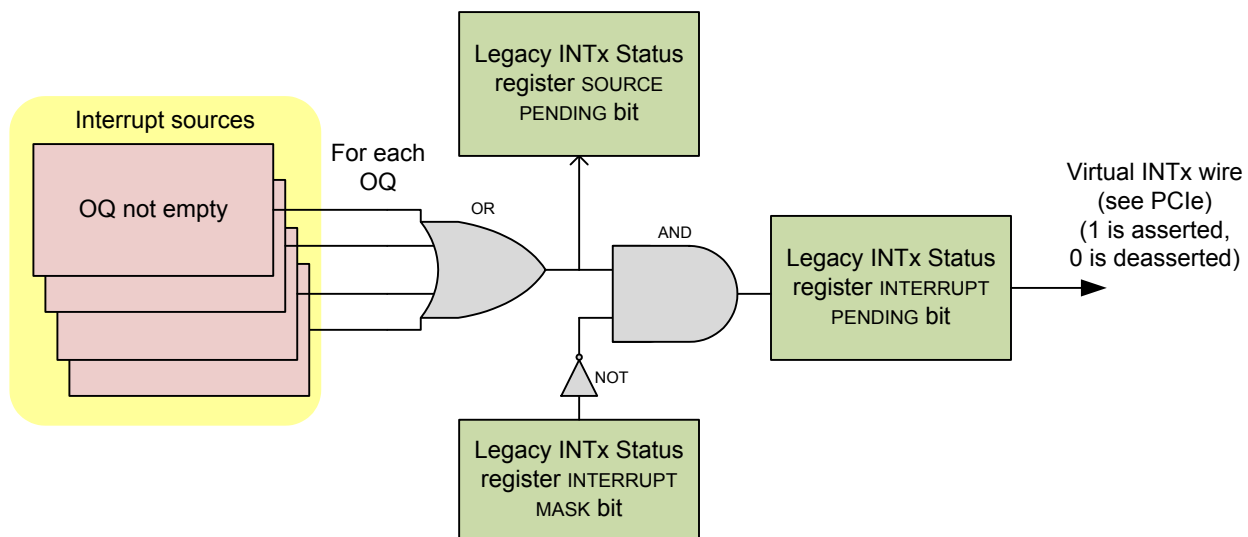 Legacy INTx Status
register SOURCE
PENDING bit
Interrupt sources
OQ not empty
For each
OQ
OR
AND
Legacy INTx Status
register INTERRUPT
PENDING bit
Virtual INTx wire
(see PCIe)
(1 is asserted,
0 is deasserted)
NOT
Legacy INTx Status
register INTERRUPT
MASK bit